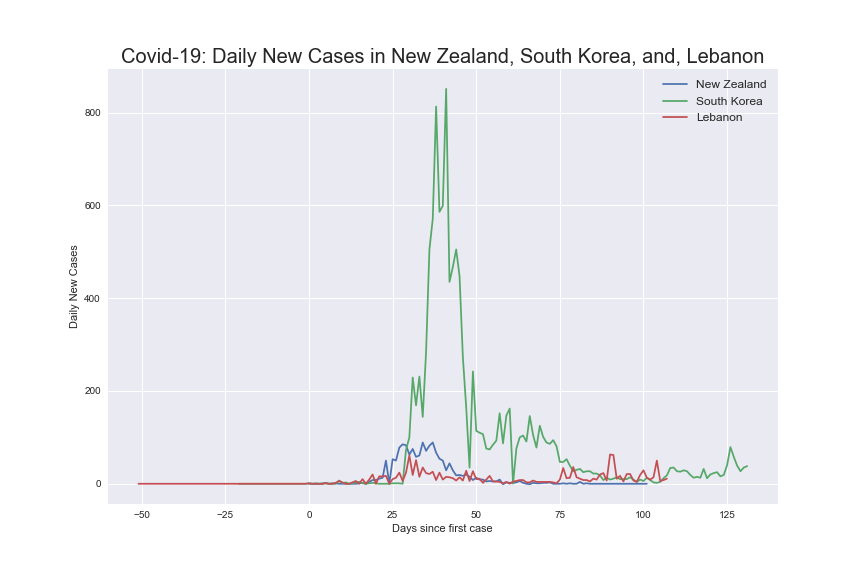 Covid-19: Daily New Cases in New Zealand, South Korea, and, Lebanon
New Zealand
South Korea
Lebanon
800
600
400
200
0
Daily New Cases
−50
−25
0
25
50
75
100
125
Days since first case